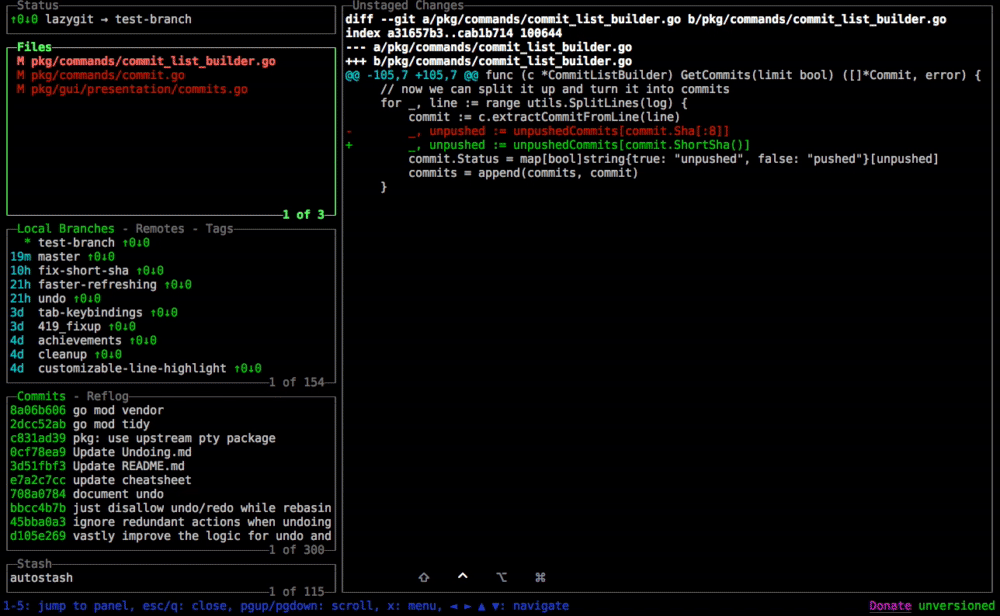 Status
↑0↓0 lazygit → test-branch
Files
M pkg/commands/commit_list_builder.go
M pkg/commands/commit.go
M pkg/gui/presentation/commits.go
1 of 3
Local Branches - Remotes - Tags
* test-branch ↑0↓0
19m master ↑0↓0
10h fix-short-sha ↑0↓0
21h faster-refreshing ↑0↓0
21h undo ↑0↓0
3d tab-keybindings ↑0↓0
3d 419_fixup ↑0↓0
4d achievements ↑0↓0
4d cleanup ↑0↓0
4d customizable-line-highlight ↑0↓0
1 of 154
Commits - Reflog
8a06b606 go mod vendor
2dcc52ab go mod tidy
c831ad39 pkg: use upstream pty package
0cf78ea9 Update Undoing.md
3d51fbf3 Update README.md
e7a2c7cc update cheatsheet
708a0784 document undo
bbcc4b7b just disallow undo/redo while rebasin
45bba0a3 ignore redundant actions when undoing
d105e269 vastly improve the logic for undo and
1 of 300
Stash
autostash
1 of 115
Unstaged Changes
diff --git a/pkg/commands/commit_list_builder.go b/pkg/commands/commit_list_builder.go
index a31657b3..cab1b714 100644
--- a/pkg/commands/commit_list_builder.go
+++ b/pkg/commands/commit_list_builder.go
@@ -105,7 +105,7 @@ func (c *CommitListBuilder) GetCommits(limit bool) ([]*Commit, error) {
// now we can split it up and turn it into commits
for _, line := range utils.SplitLines(log) {
commit := c.extractCommitFromLine(line)
- _, unpushed := unpushedCommits[commit.Sha[:8]]
+ _, unpushed := unpushedCommits[commit.ShortSha()]
commit.Status = map[bool]string{true: "unpushed", false: "pushed"}[unpushed]
commits = append(commits, commit)
}
⇧ ^ ⌥ ⌘
1-5: jump to panel, esc/q: close, pgup/pgdown: scroll, x: menu, ◄ ► ▲ ▼: navigate
Donate unversioned